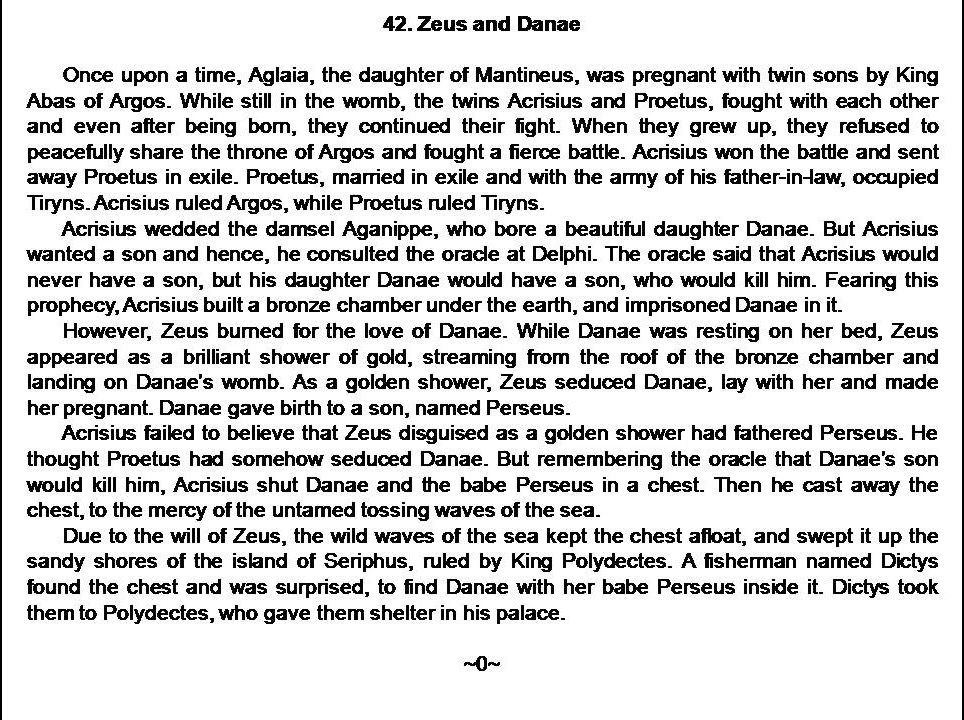 42. Zeus and Danae
Once upon a time, Aglaia, the daughter of Mantineus, was pregnant with twin sons by King
Abas of Argos. While still in the womb, the twins Acrisius and Proetus, fought with each other
and even after being born, they continued their fight. When they grew up, they refused to
peacefully share the throne of Argos and fought a fierce battle. Acrisius won the battle and sent
away Proetus in exile. Proetus, married in exile and with the army of his father-in-law, occupied
Tiryns. Acrisius ruled Argos, while Proetus ruled Tiryns.
Acrisius wedded the damsel Aganippe, who bore a beautiful daughter Danae. But Acrisius
wanted a son and hence, he consulted the oracle at Delphi. The oracle said that Acrisius would
never have a son, but his daughter Danae would have a son, who would kill him. Fearing this
prophecy, Acrisius built a bronze chamber under the earth, and imprisoned Danae in it.
However, Zeus burned for the love of Danae. While Danae was resting on her bed, Zeus
appeared as a brilliant shower of gold, streaming from the roof of the bronze chamber and
landing on Danae's womb. As a golden shower, Zeus seduced Danae, lay with her and made
her pregnant. Danae gave birth to a son, named Perseus.
Acrisius failed to believe that Zeus disguised as a golden shower had fathered Perseus. He
thought Proetus had somehow seduced Danae. But remembering the oracle that Danae's son
would kill him, Acrisius shut Danae and the babe Perseus in a chest. Then he cast away the
chest, to the mercy of the untamed tossing waves of the sea.
Due to the will of Zeus, the wild waves of the sea kept the chest afloat, and swept it up the
sandy shores of the island of Seriphus, ruled by King Polydectes. A fisherman named Dictys
found the chest and was surprised, to find Danae with her babe Perseus inside it. Dictys took
them to Polydectes, who gave them shelter in his palace.
~0~